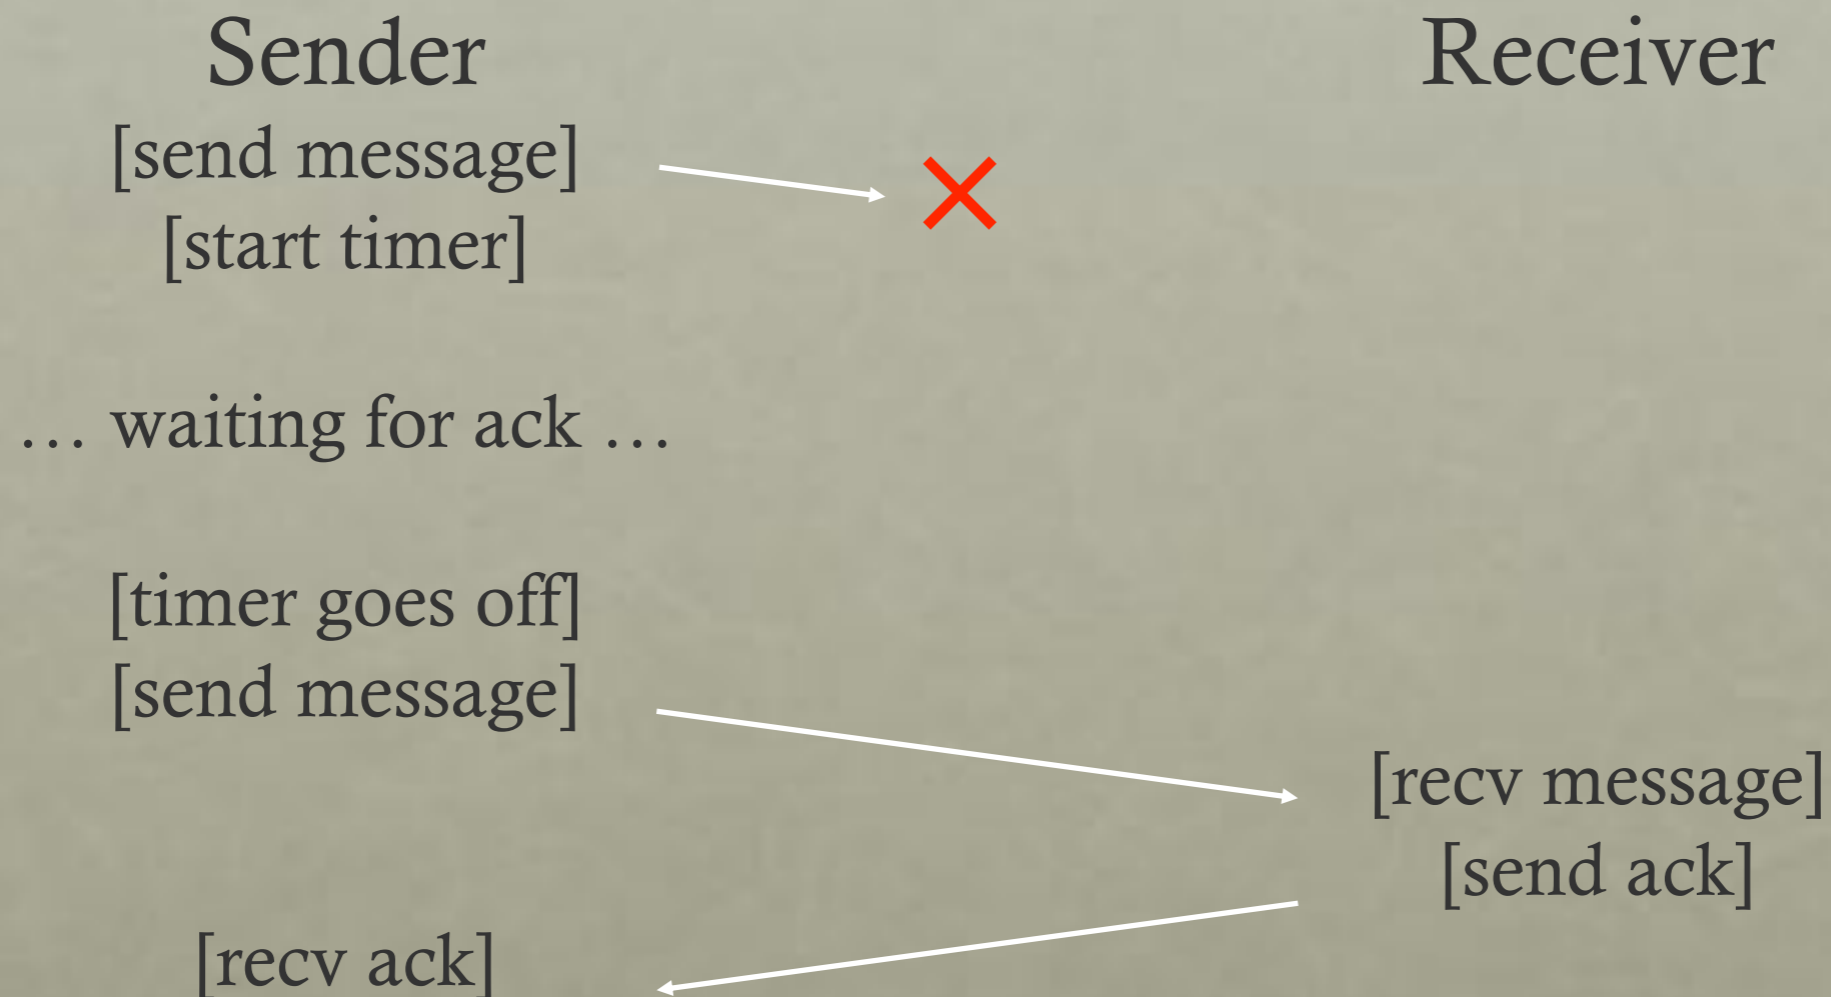 Sender
Receiver
[send message]
[start timer]
… waiting for ack …
[timer goes off]
[send message]
[recv message]
[send ack]
[recv ack]